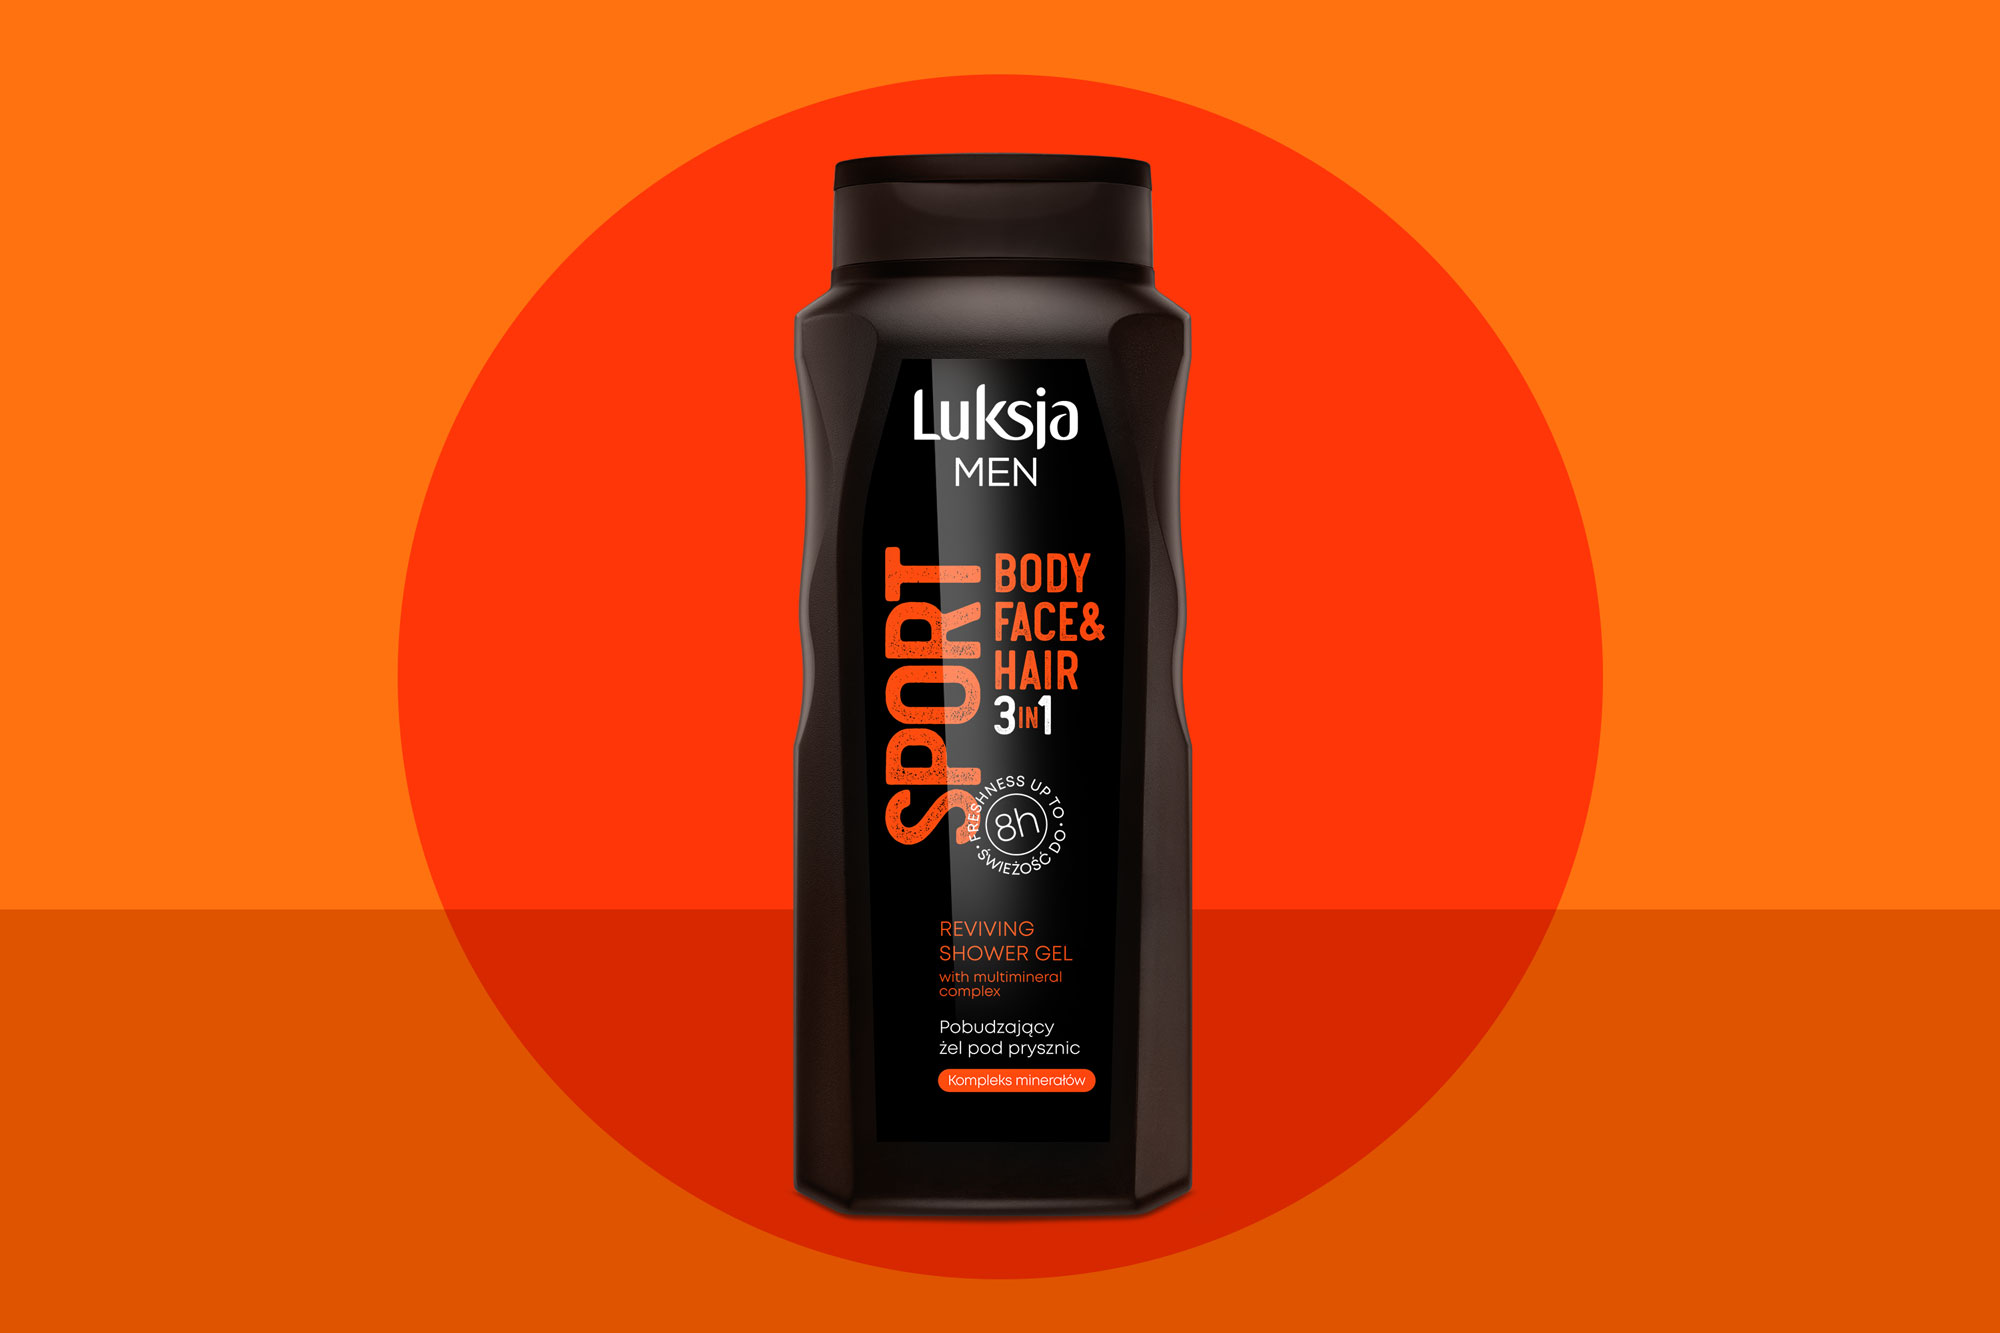 Luksja
MEN
SPORT
BODY
FACE&
HAIR
3IN1
FRESHNESS UP TO
8h
ŚWIEŻOŚĆ DO
REVIVING
SHOWER GEL
with multimineral
complex
Pobudzający
żel pod prysznic
Kompleks minerałów